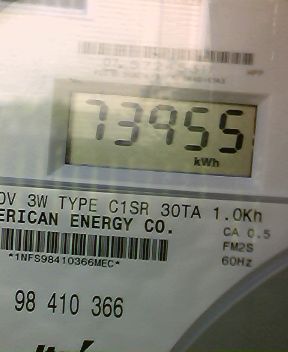 73955
kWh
0V 3W TYPE C1SR 30TA 1.0Kh
ERICAN ENERGY CO.
CA 0.5
FM2S
60Hz
*1NFS98410366MEC*
98 410 366